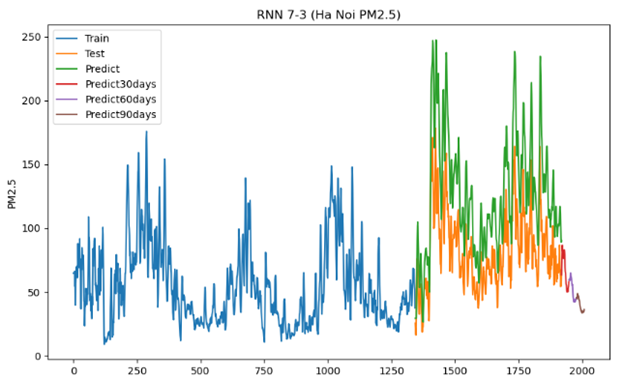 RNN 7-3 (Ha Noi PM2.5)
Train
Test
Predict
Predict30days
Predict60days
Predict90days
PM2.5
250
200
150
100
50
0
0 250 500 750 1000 1250 1500 1750 2000